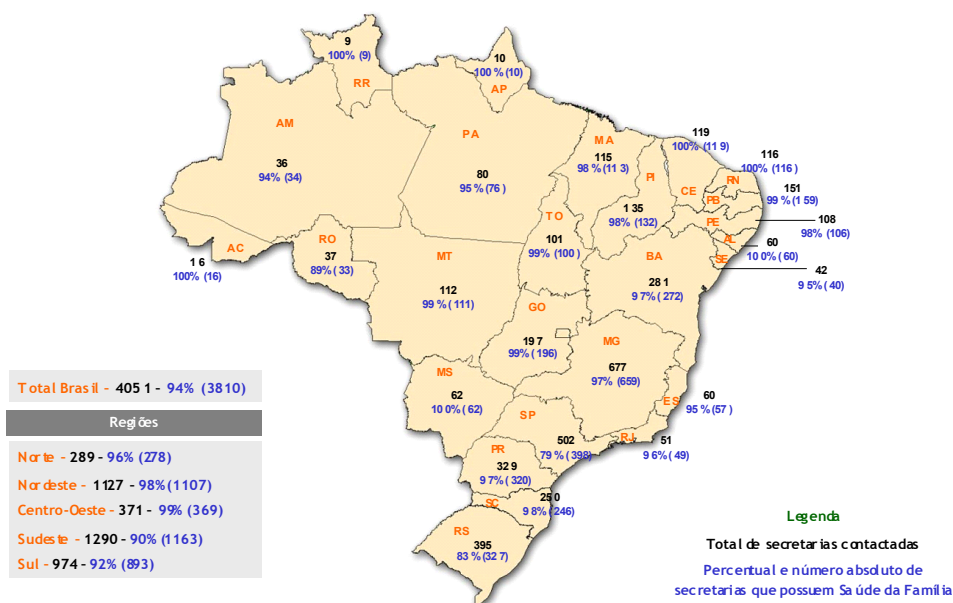 9
100% (9)
RR
10
100% (10)
AP
AM
36
94% (34)
PA
80
95% (76)
MA
115
98% (113)
PI
135
98% (132)
119
100% (119)
CE
116
100% (116)
RN
151
99% (159)
PB
PE
108
98% (106)
AL
60
100% (60)
SE
42
95% (40)
AC
16
100% (16)
RO
37
89% (33)
MT
112
99% (111)
TO
101
99% (100)
BA
281
97% (272)
GO
197
99% (196)
MG
677
97% (659)
ES
60
95% (57)
MS
62
100% (62)
SP
502
79% (398)
RJ
51
96% (49)
PR
329
97% (320)
SC
250
98% (246)
RS
395
83% (327)
Total Brasil - 4051 - 94% (3810)
Regiões
Norte - 289 - 96% (278)
Nordeste - 1127 - 98% (1107)
Centro-Oeste - 371 - 99% (369)
Sudeste - 1290 - 90% (1163)
Sul - 974 - 92% (893)
Legenda
Total de secretarias contactadas
Percentual e número absoluto de
secretarias que possuem Saúde da Família